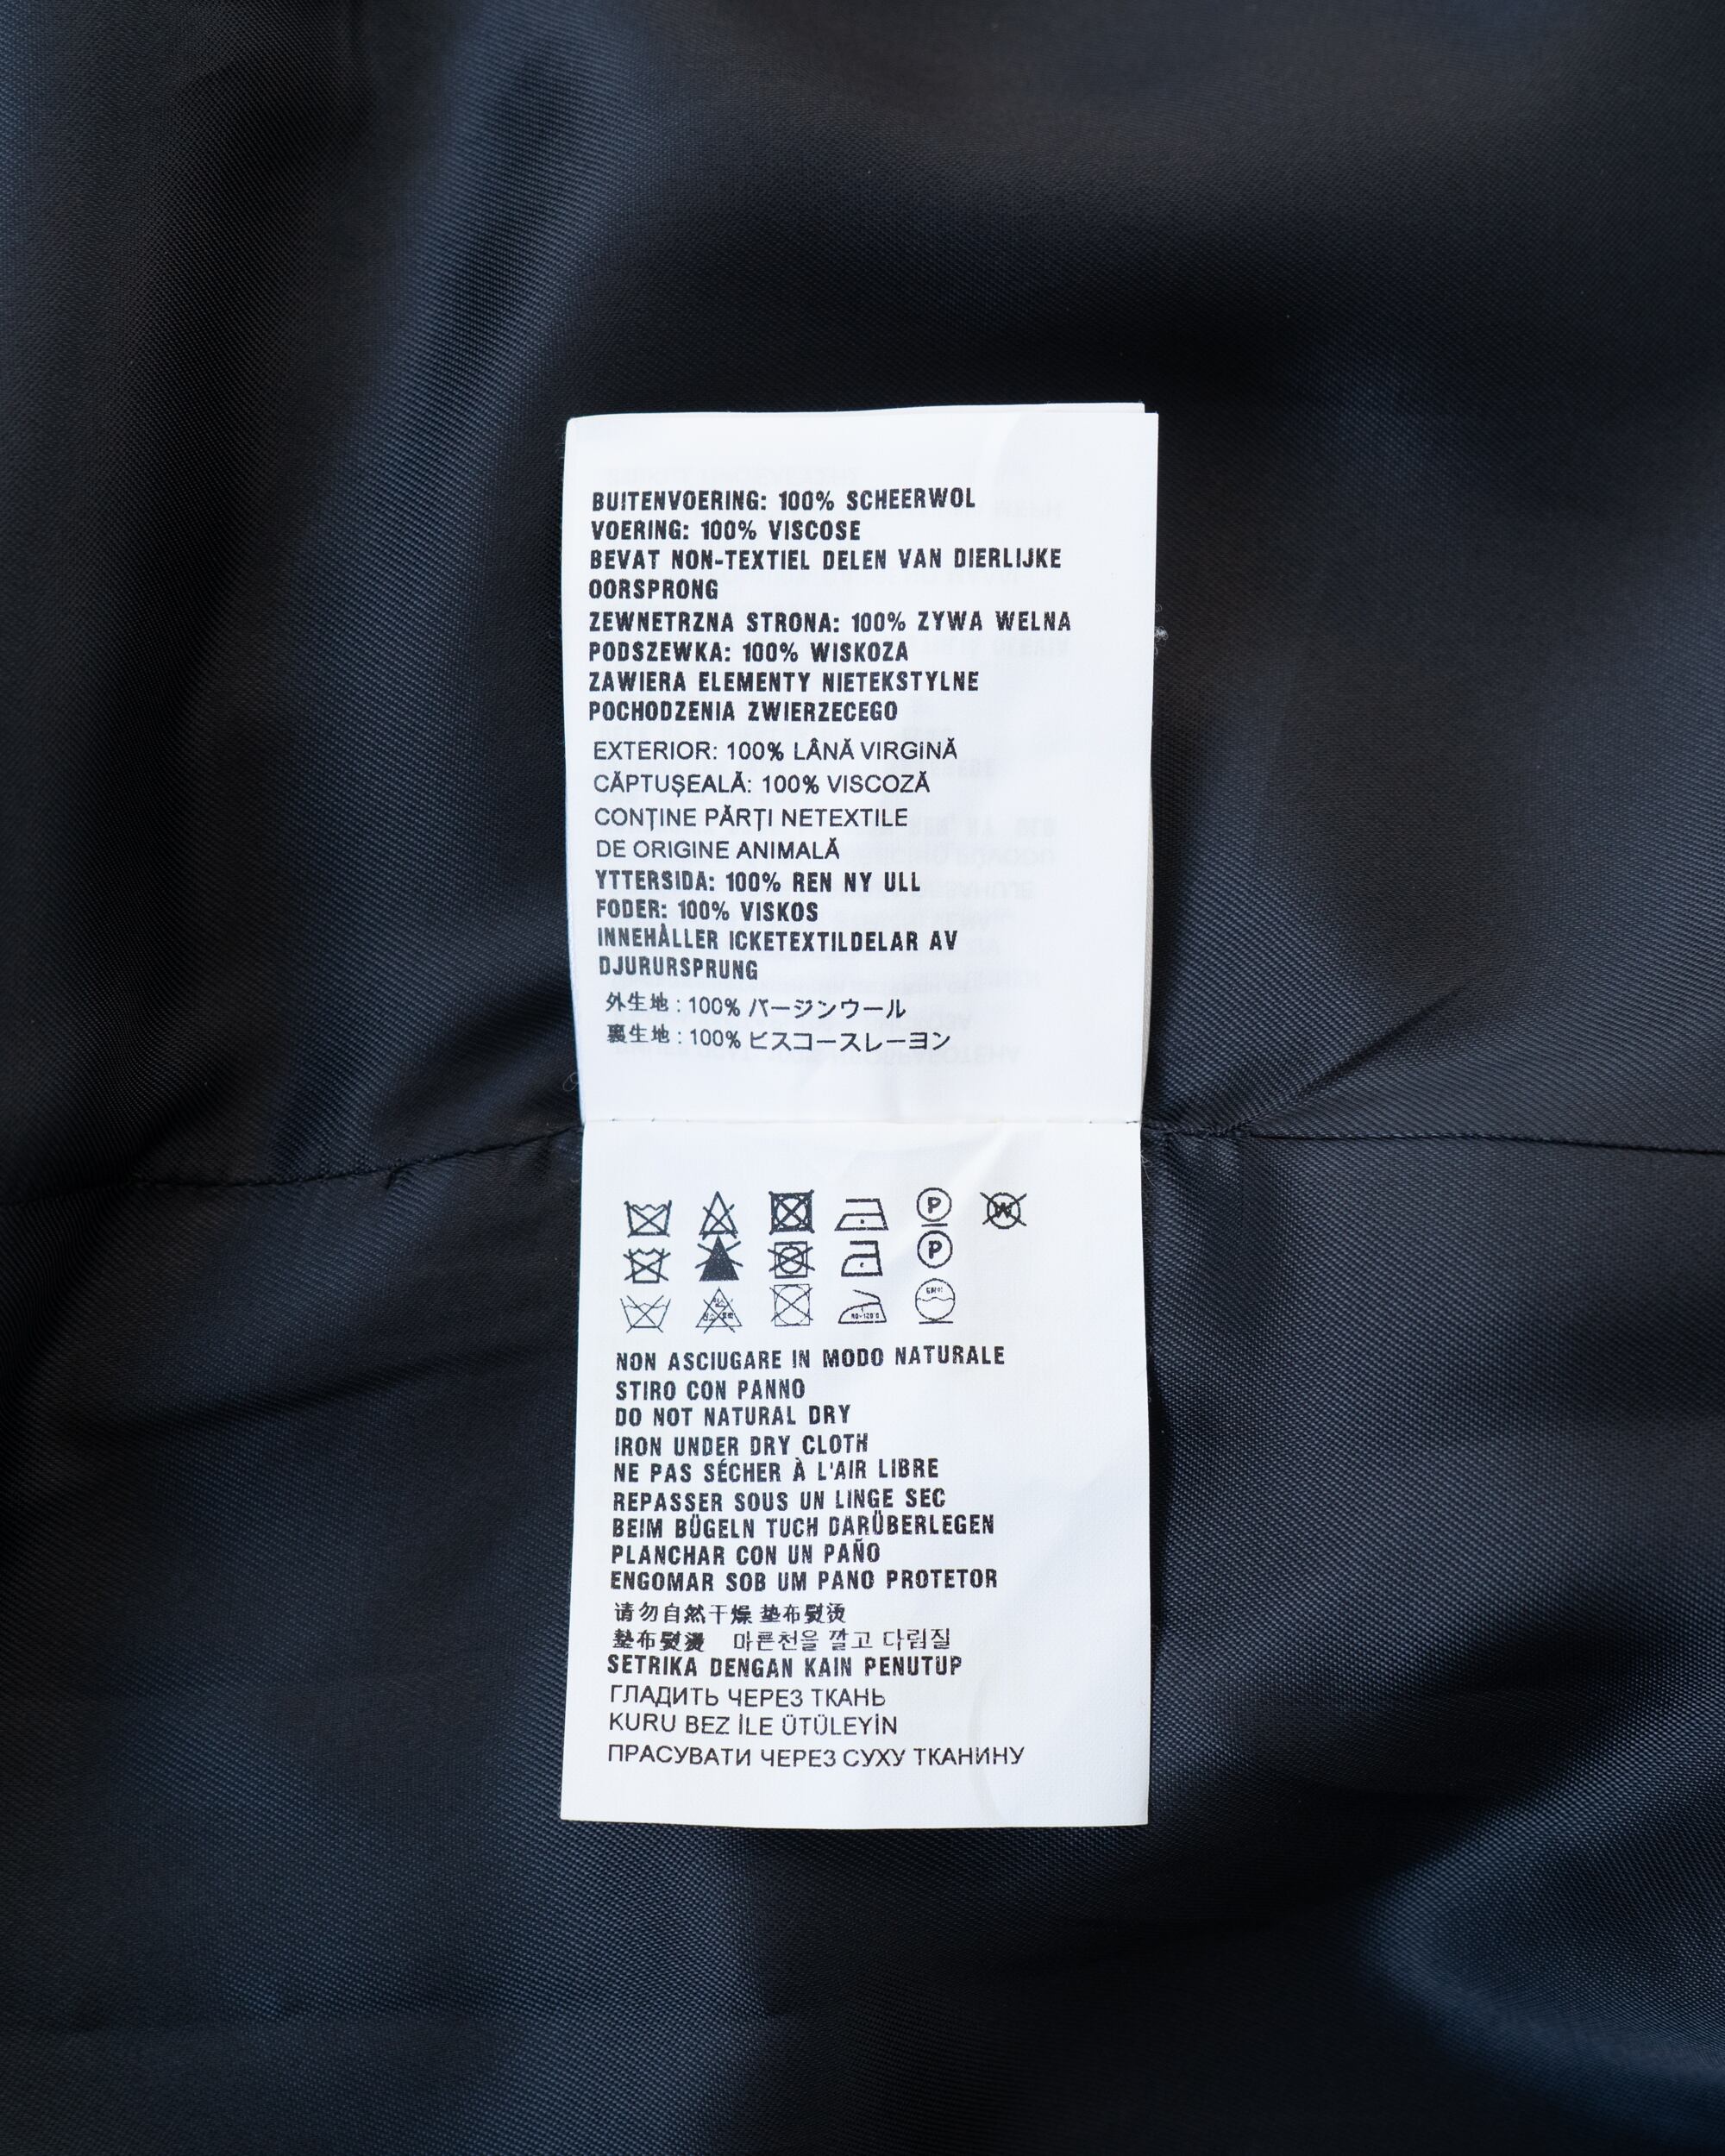 BUITENVOERING: 100% SCHEERWOL
VOERING: 100% VISCOSE
BEVAT NON-TEXTIEL DELEN VAN DIERLIJKE
OORSPRONG
ZEWNETRZNA STRONA: 100% ZYWA WELNA
PODSZEWKA: 100% WISKOZA
ZAWIERA ELEMENTY NIETEKSTYLNE
POCHODZENIA ZWIERZECEGO
EXTERIOR: 100% LÂNĂ VIRGINĂ
CĂPTUȘEALĂ: 100% VISCOZĂ
CONȚINE PĂRȚI NETEXTILE
DE ORIGINE ANIMALĂ
YTTERSIDA: 100% REN NY ULL
FODER: 100% VISKOS
INNEHÅLLER ICKETEXTILDELAR AV
DJURURSPRUNG
外生地 : 100% バージンウール
裏生地 : 100% ビスコースレーヨン
P W
P
NON ASCIUGARE IN MODO NATURALE
STIRO CON PANNO
DO NOT NATURAL DRY
IRON UNDER DRY CLOTH
NE PAS SÉCHER À L'AIR LIBRE
REPASSER SOUS UN LINGE SEC
BEIM BÜGELN TUCH DARÜBERLEGEN
PLANCHAR CON UN PAÑO
ENGOMAR SOB UM PANO PROTETOR
请勿自然干燥 垫布熨烫
墊布熨燙 마른천을 깔고 다림질
SETRIKA DENGAN KAIN PENUTUP
ГЛАДИТЬ ЧЕРЕЗ ТКАНЬ
KURU BEZ İLE ÜTÜLEYİN
ПРАСУВАТИ ЧЕРЕЗ СУХУ ТКАНИНУ